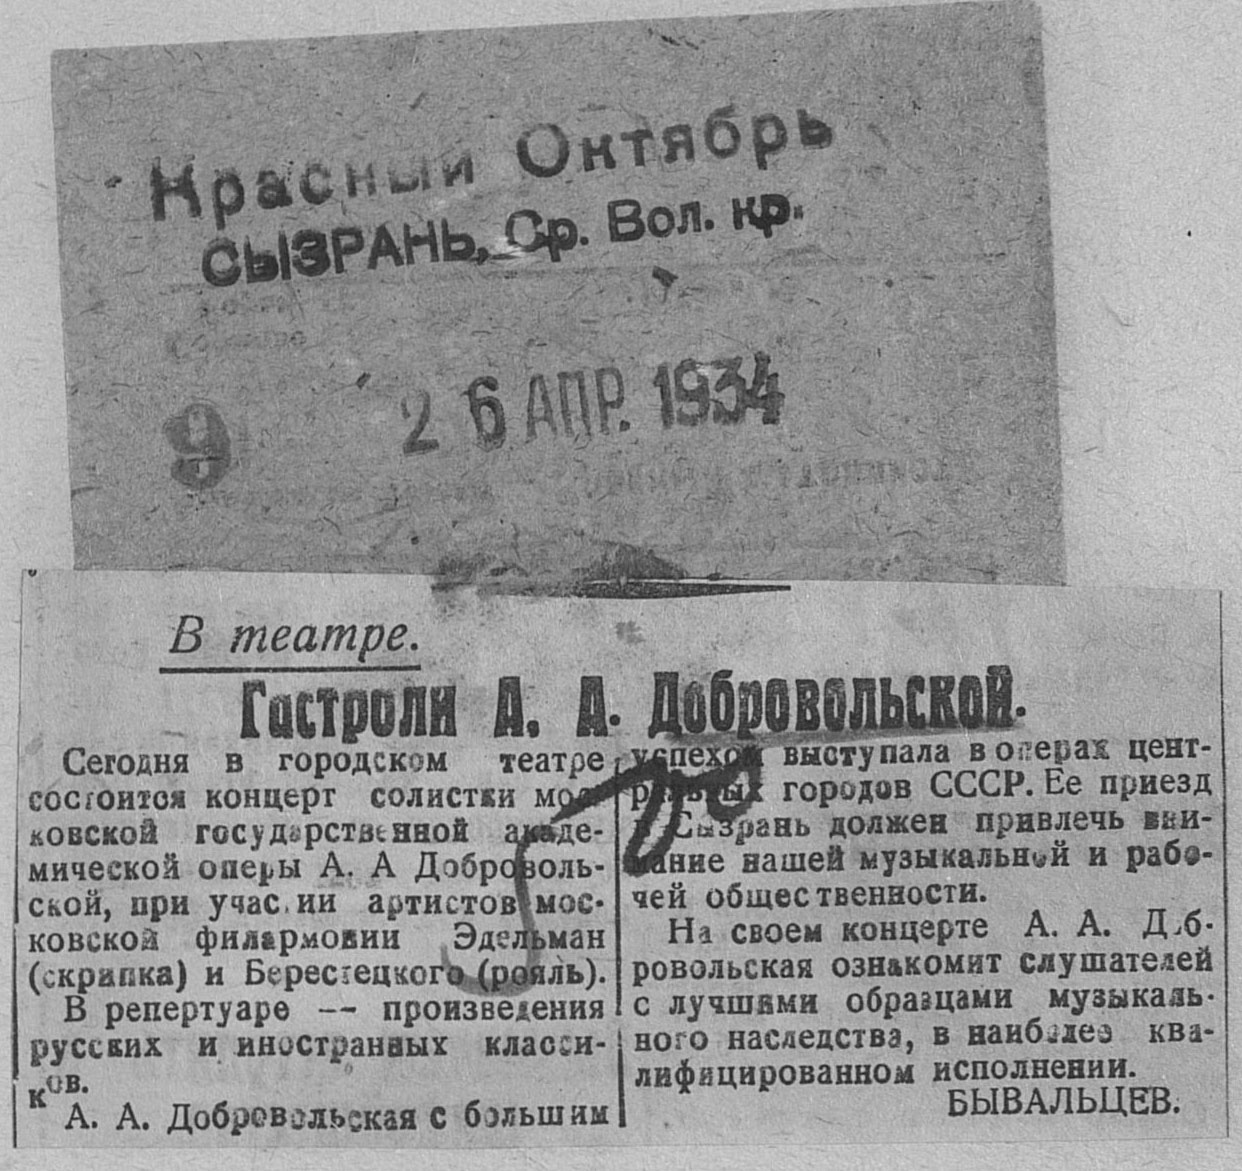 Красный Октябрь
СЫЗРАНЬ, Ср. Вол. кр.
9
26 АПР. 1934
В театре.
Гастроли А. А. Добровольской.
Сегодня в городском театре
состоится концерт солистки мос-
ковской государственной акаде-
мической оперы А. А Доброволь-
ской, при участии артистов мос-
ковской филармонии Эдельман
(скрипка) и Берестецкого (рояль).
В репертуаре — произведения
русских и иностранных класси-
ков.
А. А. Добровольская с большим
успехом выступала в операх цент-
ральных городов СССР. Ее приезд
в Сызрань должен привлечь вни-
мание нашей музыкальной и рабо-
чей общественности.
На своем концерте А. А. Доб-
ровольская ознакомит слушателей
с лучшими образцами музыкаль-
ного наследства, в наиболее ква-
лифицированном исполнении.
БЫВАЛЬЦЕВ.